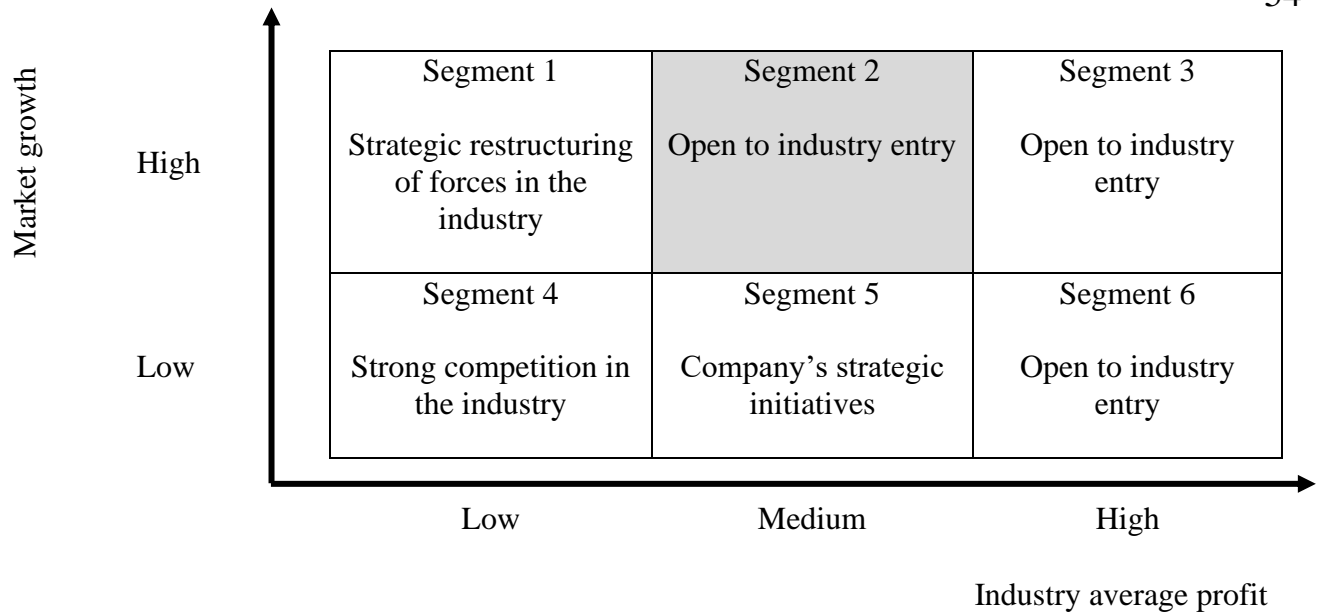 Market growth
High
Low
Segment 1
Strategic restructuring
of forces in the
industry
Segment 2
Open to industry entry
Segment 3
Open to industry
entry
Segment 4
Strong competition in
the industry
Segment 5
Company’s strategic
initiatives
Segment 6
Open to industry
entry
Low
Medium
High
Industry average profit